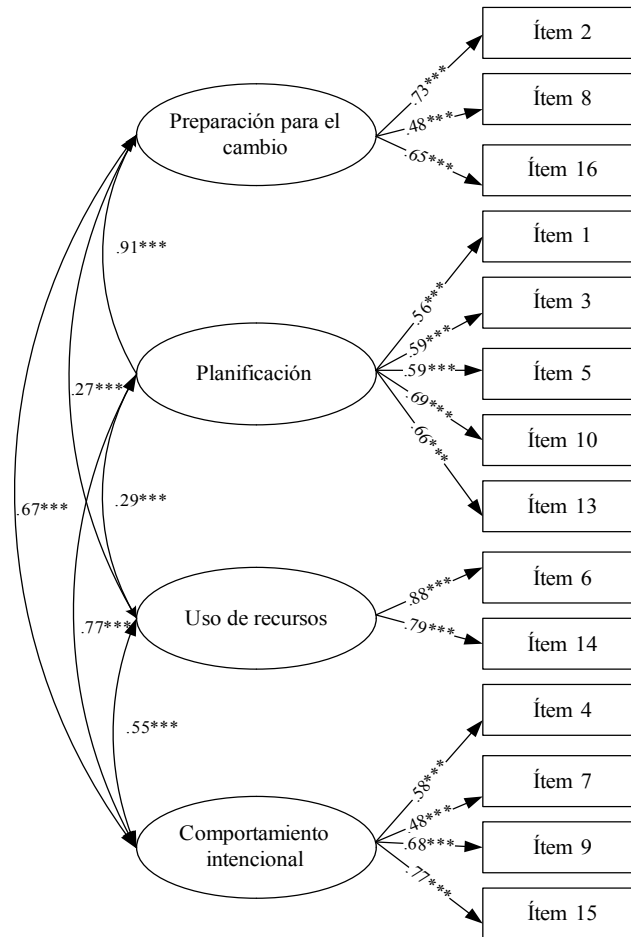 Ítem 2
.73***
Ítem 8
.48***
Preparación para el
cambio
.65***
Ítem 16
Ítem 1
.91***
.56***
Ítem 3
.59***
Planificación
.59***
Ítem 5
.27***
.69***
Ítem 10
.66***
.29***
Ítem 13
.67***
Ítem 6
.88***
Uso de recursos
.79***
Ítem 14
.77***
Ítem 4
.55***
.58***
Ítem 7
.48***
Comportamiento
intencional
.68***
Ítem 9
.77***
Ítem 15